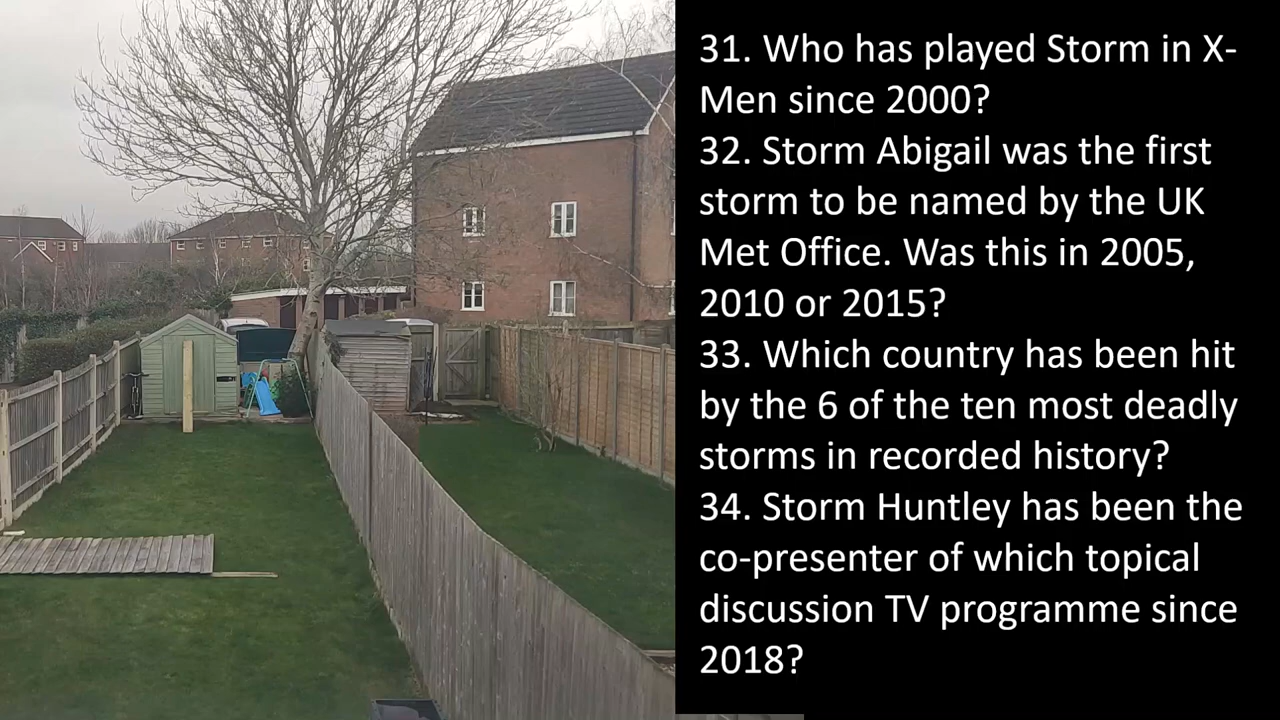 31. Who has played Storm in X-
Men since 2000?
32. Storm Abigail was the first
storm to be named by the UK
Met Office. Was this in 2005,
2010 or 2015?
33. Which country has been hit
by the 6 of the ten most deadly
storms in recorded history?
34. Storm Huntley has been the
co-presenter of which topical
discussion TV programme since
2018?